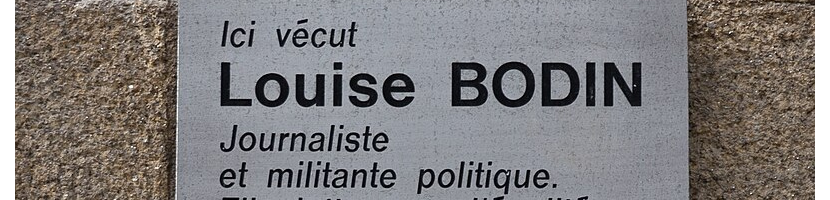 Ici vécut
Louise BODIN
Journaliste
et militante politique.